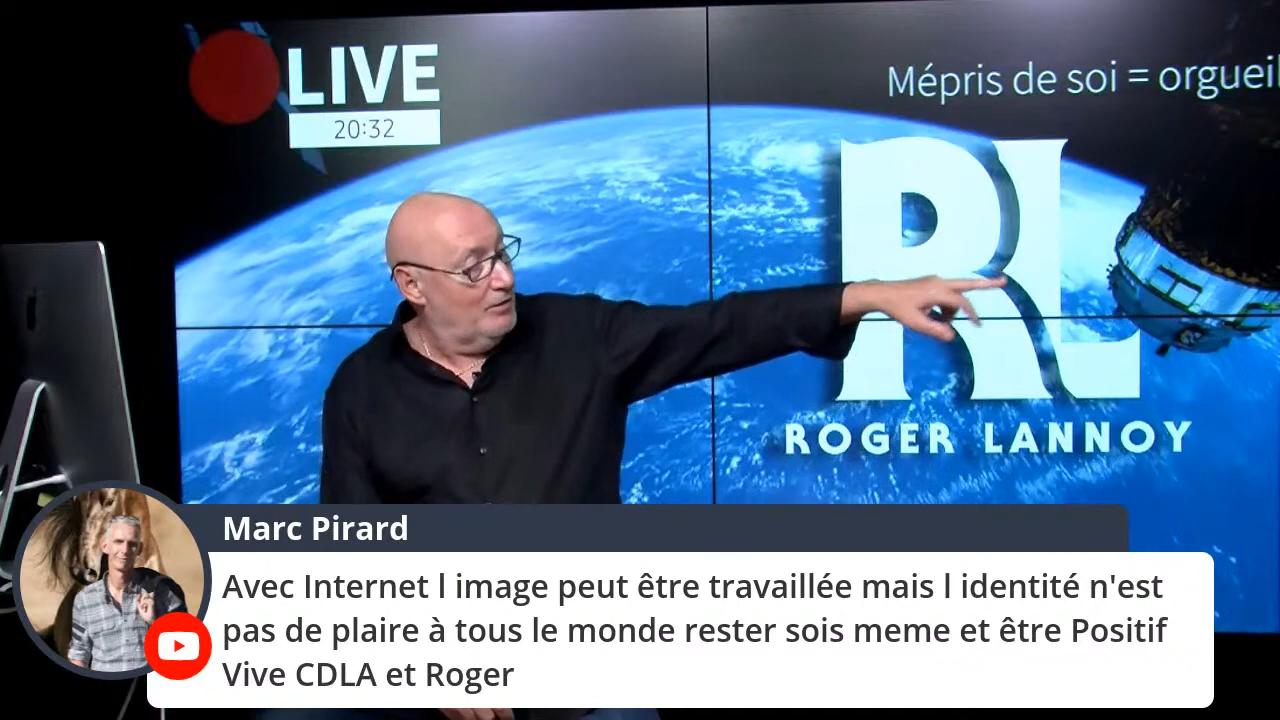 LIVE
20:32
Mépris de soi = orgueil
RL
ROGER LANNOY
Marc Pirard
Avec Internet l image peut être travaillée mais l identité n'est
pas de plaire à tous le monde rester sois meme et être Positif
Vive CDLA et Roger